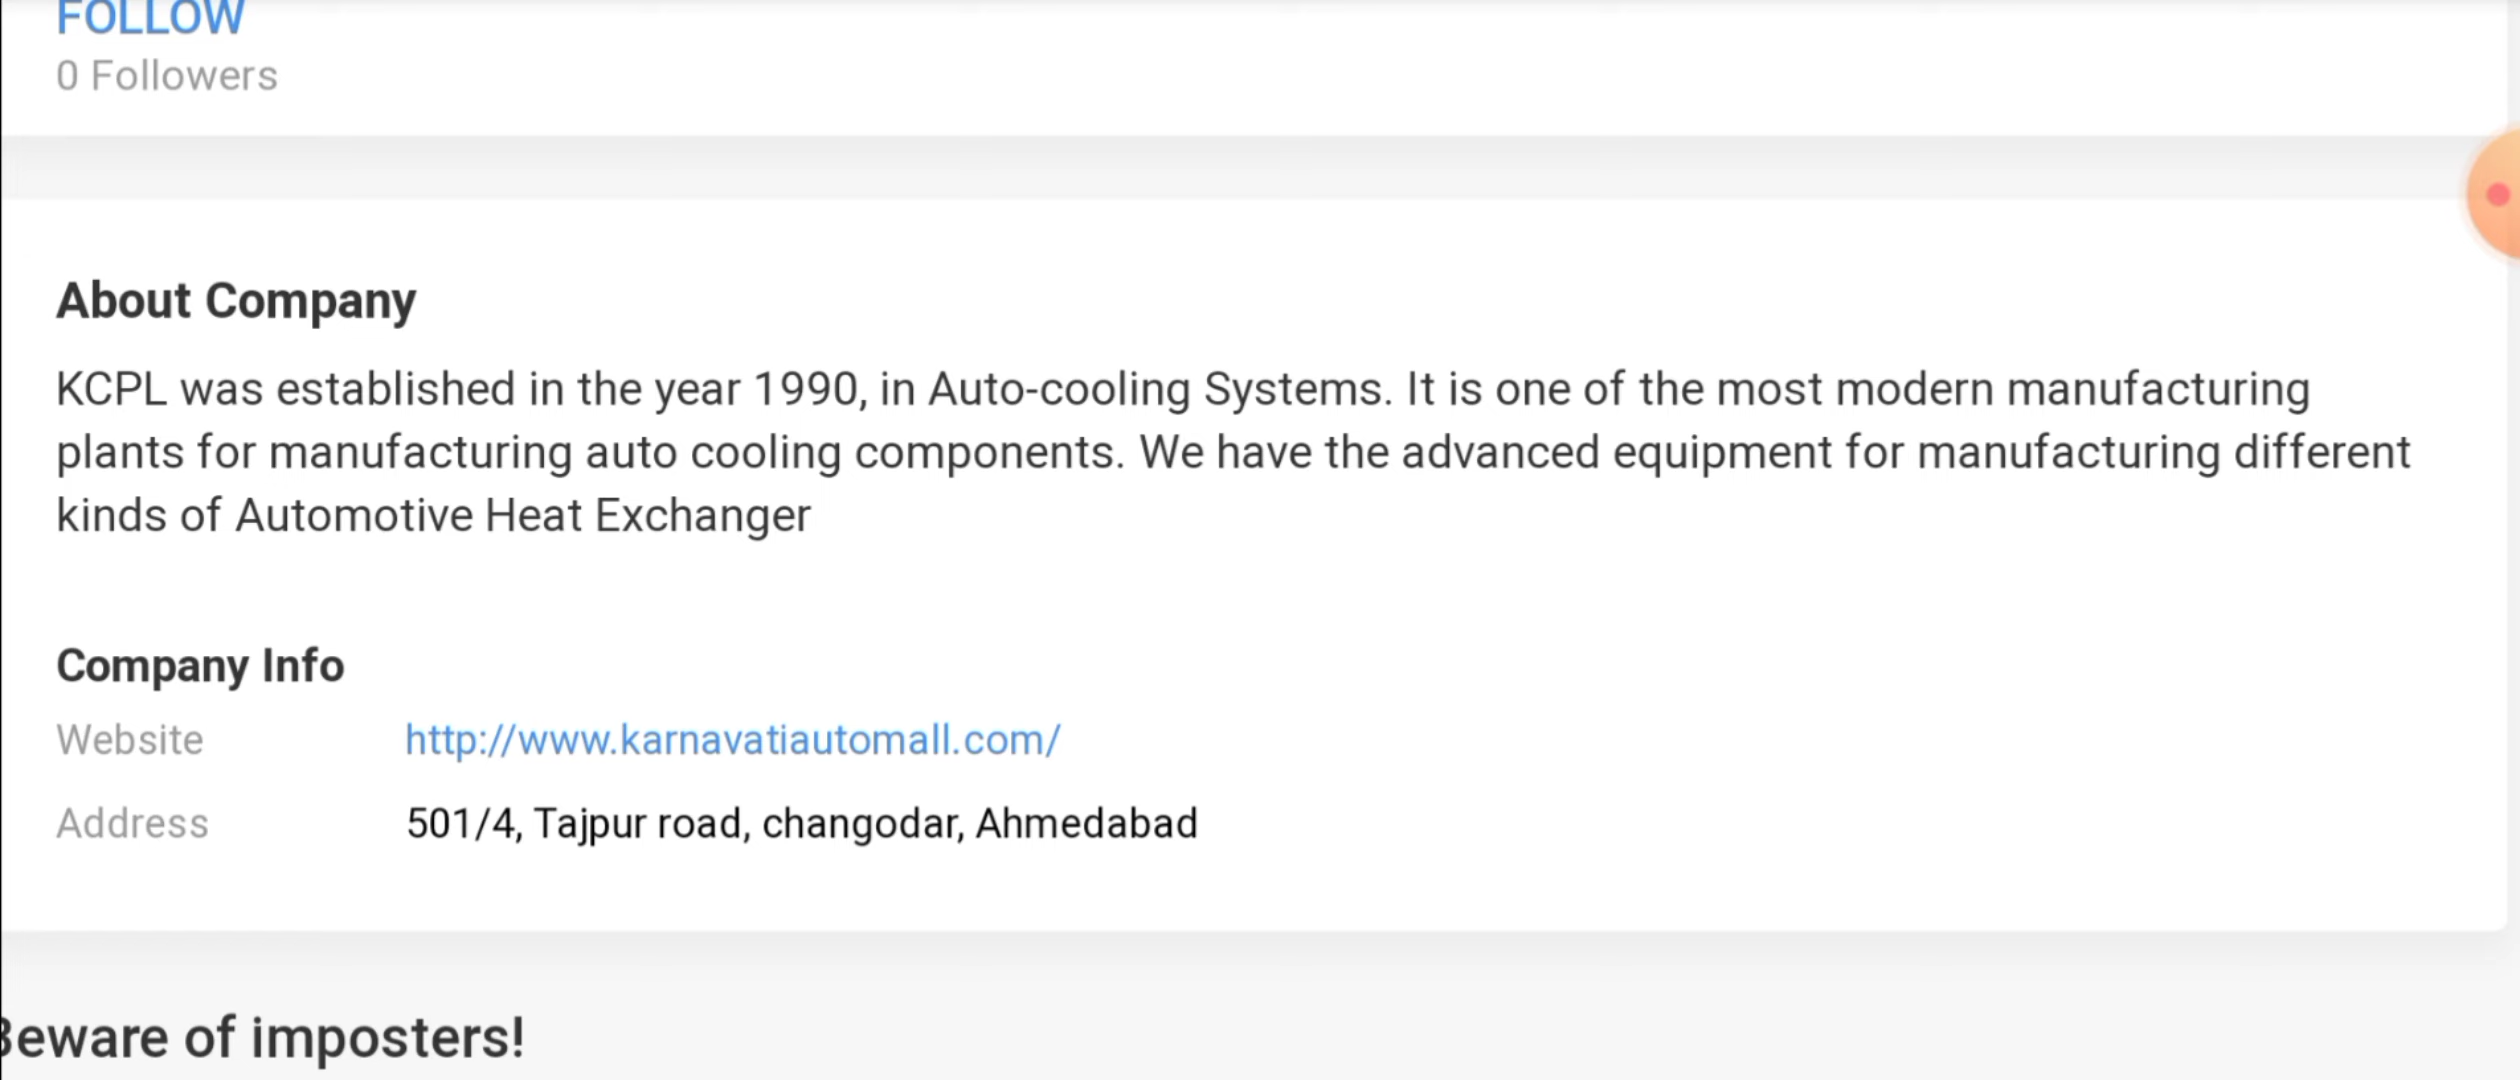 FOLLOW
0 Followers
About Company
KCPL was established in the year 1990, in Auto-cooling Systems. It is one of the most modern manufacturing
plants for manufacturing auto cooling components. We have the advanced equipment for manufacturing different
kinds of Automotive Heat Exchanger
Company Info
Website http://www.karnavatiautomall.com/
Address 501/4, Tajpur road, changodar, Ahmedabad
Beware of imposters!